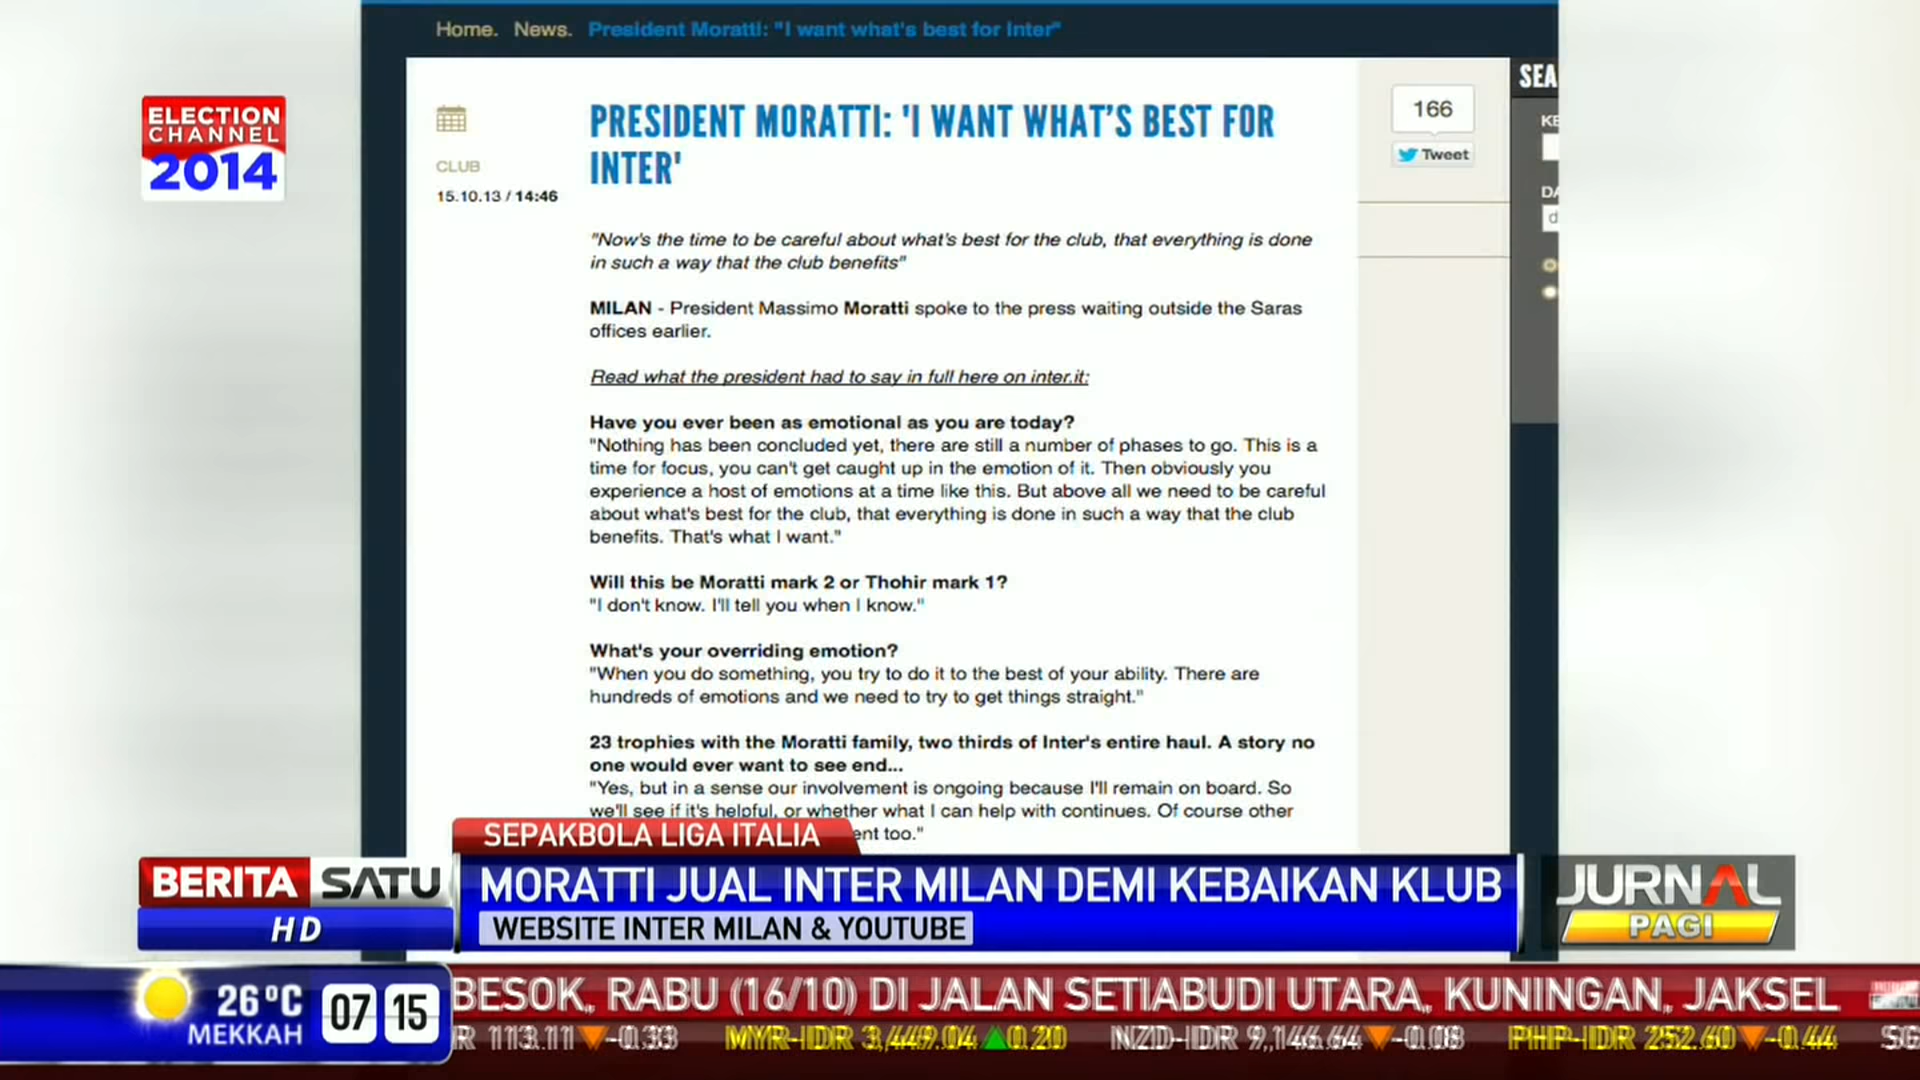 Home. News. President Moratti: "I want what's best for Inter"
SEA
ELECTION
CHANNEL
2014
CLUB
15.10.13 / 14:46
PRESIDENT MORATTI: 'I WANT WHAT'S BEST FOR
INTER'
166
Tweet
KE
DA
d
"Now's the time to be careful about what's best for the club, that everything is done
in such a way that the club benefits"
MILAN - President Massimo Moratti spoke to the press waiting outside the Saras
offices earlier.
Read what the president had to say in full here on inter.it:
Have you ever been as emotional as you are today?
"Nothing has been concluded yet, there are still a number of phases to go. This is a
time for focus, you can't get caught up in the emotion of it. Then obviously you
experience a host of emotions at a time like this. But above all we need to be careful
about what's best for the club, that everything is done in such a way that the club
benefits. That's what I want."
Will this be Moratti mark 2 or Thohir mark 1?
"I don't know. I'll tell you when I know."
What's your overriding emotion?
"When you do something, you try to do it to the best of your ability. There are
hundreds of emotions and we need to try to get things straight."
23 trophies with the Moratti family, two thirds of Inter's entire haul. A story no
one would ever want to see end...
"Yes, but in a sense our involvement is ongoing because I'll remain on board. So
we'll see if it's helpful, or whether what I can help with continues. Of course other
ent too."
SEPAKBOLA LIGA ITALIA
BERITA SATU
HD
MORATTI JUAL INTER MILAN DEMI KEBAIKAN KLUB
WEBSITE INTER MILAN & YOUTUBE
JURNAL
PAGI
26°C
MEKKAH
07 15
BESOK, RABU (16/10) DI JALAN SETIABUDI UTARA, KUNINGAN, JAKSEL
R 113.11 -0.33 MYR-IDR 3,449.04 0.20 NZD-IDR 9,146.64 -0.08 PHP-IDR 252.60 -0.44 SG